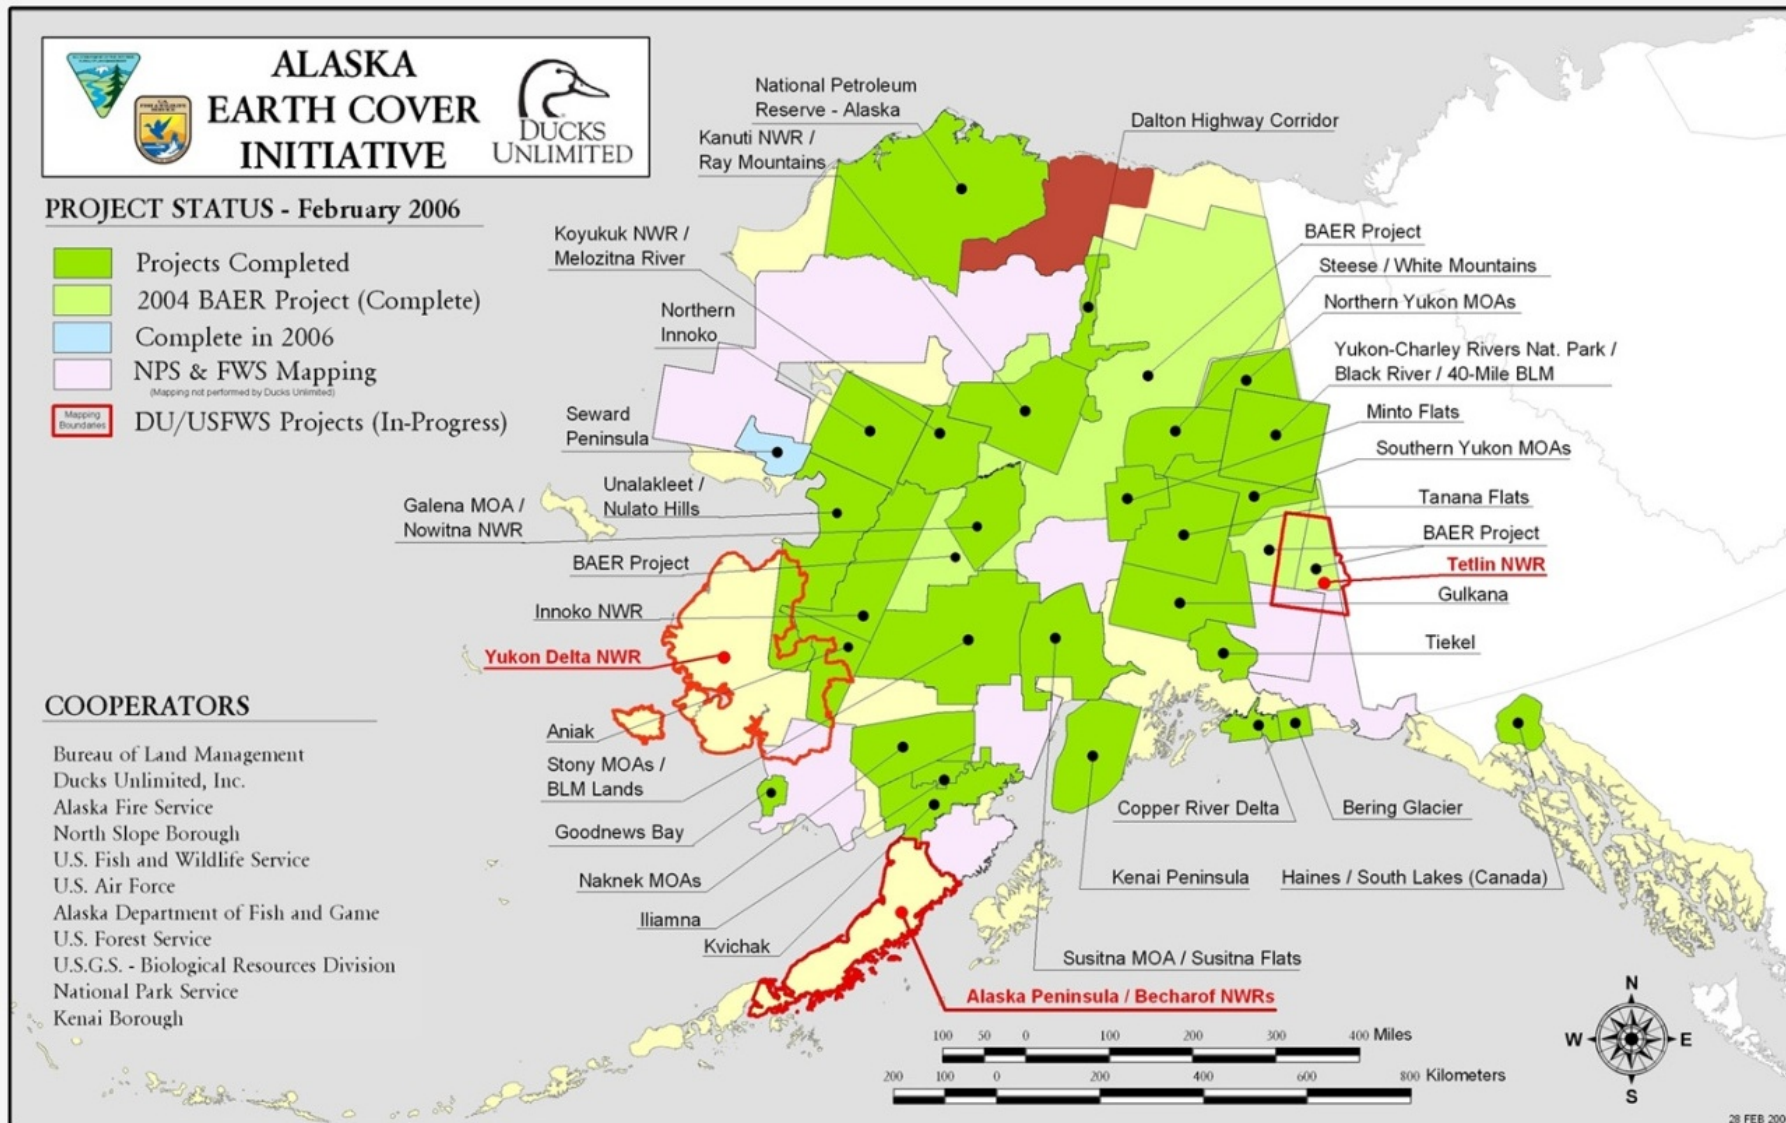 ALASKA
EARTH COVER
INITIATIVE
DUCKS
UNLIMITED
PROJECT STATUS - February 2006
Projects Completed
2004 BAER Project (Complete)
Complete in 2006
NPS & FWS Mapping
(Mapping not performed by Ducks Unlimited)
Mapping
Boundaries
DU/USFWS Projects (In-Progress)
National Petroleum
Reserve - Alaska
Kanuti NWR /
Ray Mountains
Dalton Highway Corridor
Koyukuk NWR /
Melozitna River
Northern
Innoko
Seward
Peninsula
Unalakleet /
Nulato Hills
Galena MOA /
Nowitna NWR
BAER Project
Innoko NWR
Yukon Delta NWR
Aniak
Stony MOAs /
BLM Lands
Goodnews Bay
Naknek MOAs
Iliamna
Kvichak
BAER Project
Steese / White Mountains
Northern Yukon MOAs
Yukon-Charley Rivers Nat. Park /
Black River / 40-Mile BLM
Minto Flats
Southern Yukon MOAs
Tanana Flats
BAER Project
Tetlin NWR
Gulkana
Tiekel
Copper River Delta
Bering Glacier
Kenai Peninsula
Haines / South Lakes (Canada)
Susitna MOA / Susitna Flats
Alaska Peninsula / Becharof NWRs
COOPERATORS
Bureau of Land Management
Ducks Unlimited, Inc.
Alaska Fire Service
North Slope Borough
U.S. Fish and Wildlife Service
U.S. Air Force
Alaska Department of Fish and Game
U.S. Forest Service
U.S.G.S. - Biological Resources Division
National Park Service
Kenai Borough
100 50 0 100 200 300 400 Miles
200 100 0 200 400 600 800 Kilometers
N
W E
S
28 FEB 200